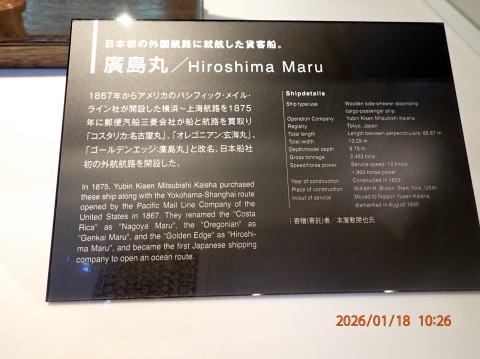 日本初の外国航路に就航した貨客船。
廣島丸／Hiroshima Maru
1867年からアメリカのパシフィック・メイル・
ライン社が開設した横浜〜上海航路を1875
年に郵便汽船三菱会社が船と航路を買取り
「コスタリカ:名古屋丸」、「オレゴニアン:玄海丸」、
「ゴールデンエッジ:廣島丸」と改名、日本船社
初の外航航路を開設した。
In 1875, Yubin Kisen Mitsubishi Kaisha purchased
these ship along with the Yokohama-Shanghai route
opened by the Pacific Mail Line Company of the
United States in 1867. They renamed the "Costa
Rica" as "Nagoya Maru", the "Oregonian" as
"Genkai Maru", and the "Golden Edge" as "Hiroshi-
ma Maru", and became the first Japanese shipping
company to open an ocean route.
Shipdetails
Ship type/use Wooden side-wheeler steamship
cargo-passenger ship
Operation Company Yubin Kisen Mitsubishi Kaisha
Registry Tokyo, Japan
Total length Length between perpendiculars: 86.67 m
Total width 13.29 m
Depth/model depth 9.75 m
Gross tonnage 2,453 tons
Speed/horse power Service speed: 12 knots
1,960 horse-power
Year of construction Constructed in 1863
Place of construction William H. Brown (New York, USA)
In/out of service Moved to Nippon Yusen Kaisha,
dismantled in August 1890
寄贈(寄託)者／本屋敷勝也氏
2026/01/18 10:26